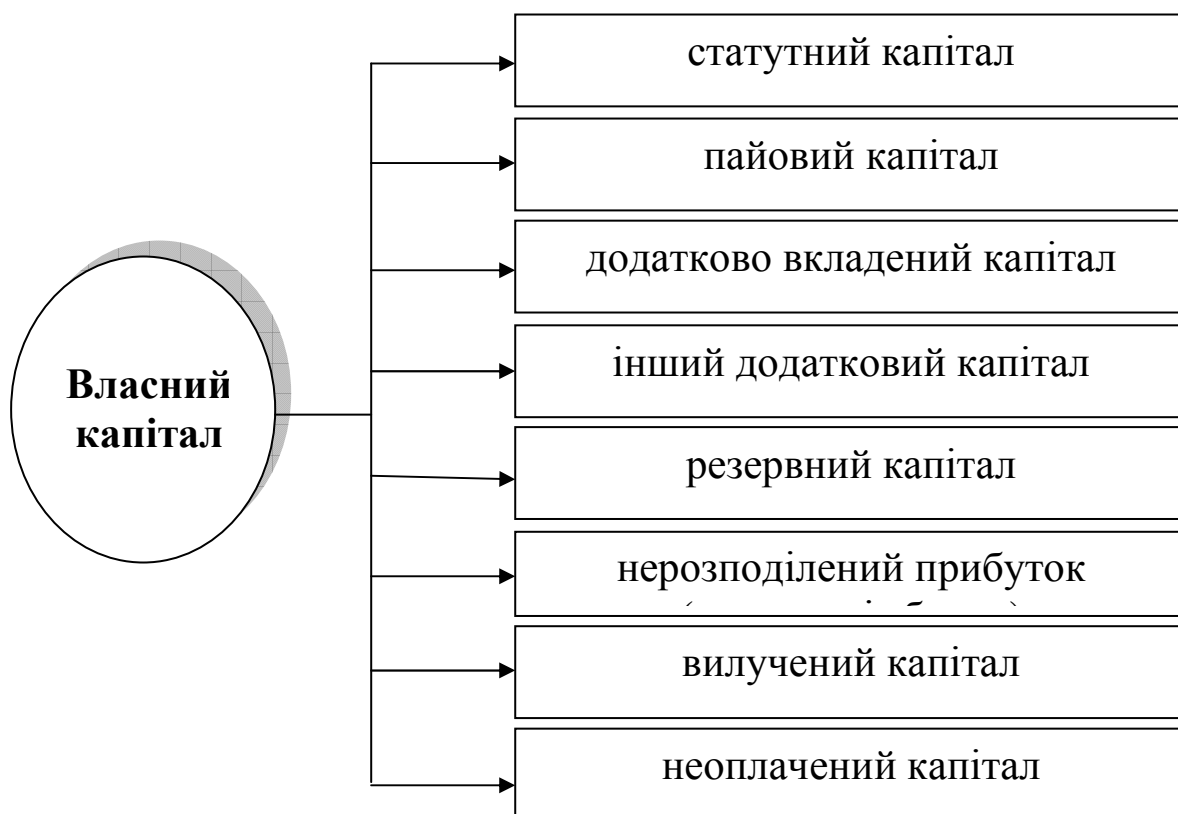 статутний капітал
пайовий капітал
додатково вкладений капітал
інший додатковий капітал
Власний
капітал
резервний капітал
нерозподілений прибуток
вилучений капітал
неоплачений капітал